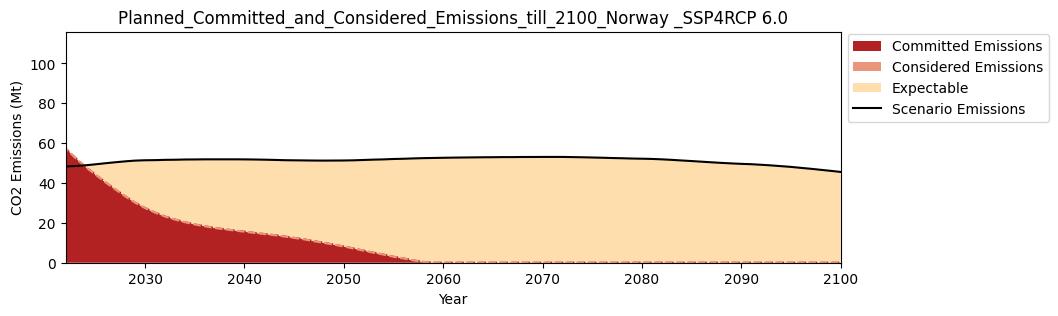 Planned_Committed_and_Considered_Emissions_till_2100_Norway _SSP4RCP 6.0
Committed Emissions
Considered Emissions
Expectable
Scenario Emissions
CO2 Emissions (Mt)
100
80
60
40
20
0
2030 2040 2050 2060 2070 2080 2090 2100
Year